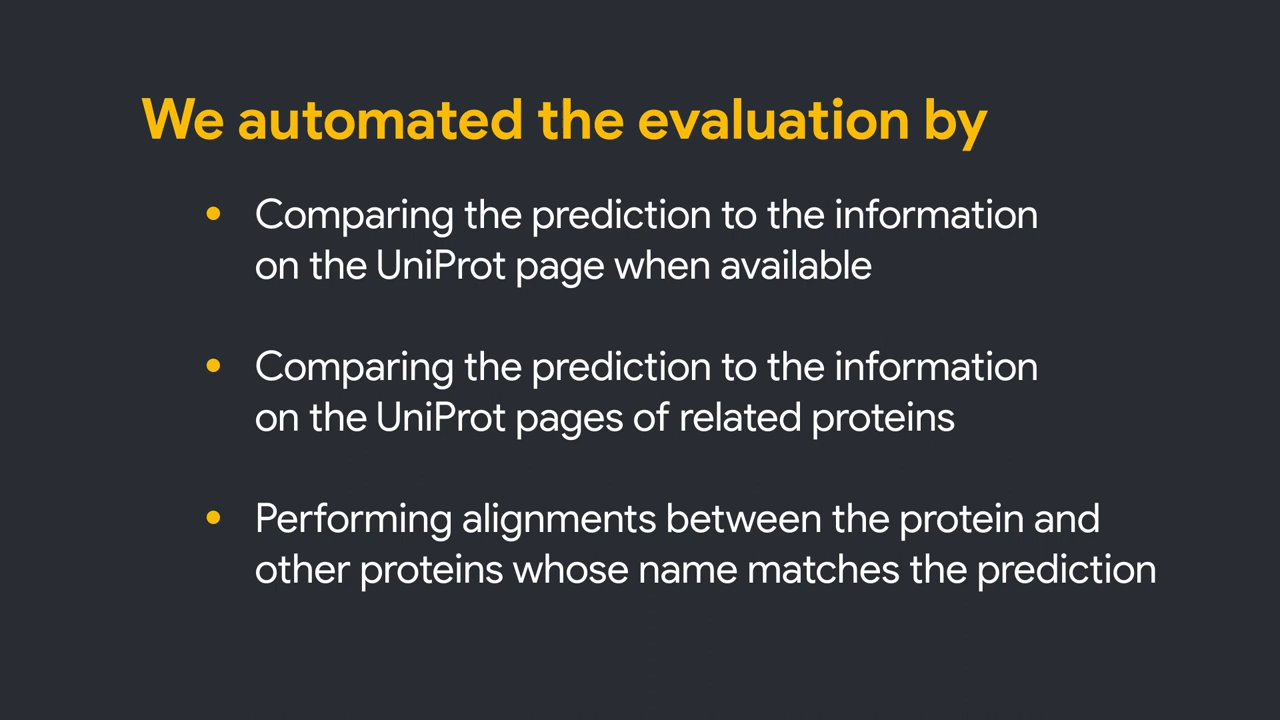 We automated the evaluation by
• Comparing the prediction to the information
on the UniProt page when available
• Comparing the prediction to the information
on the UniProt pages of related proteins
• Performing alignments between the protein and
other proteins whose name matches the prediction